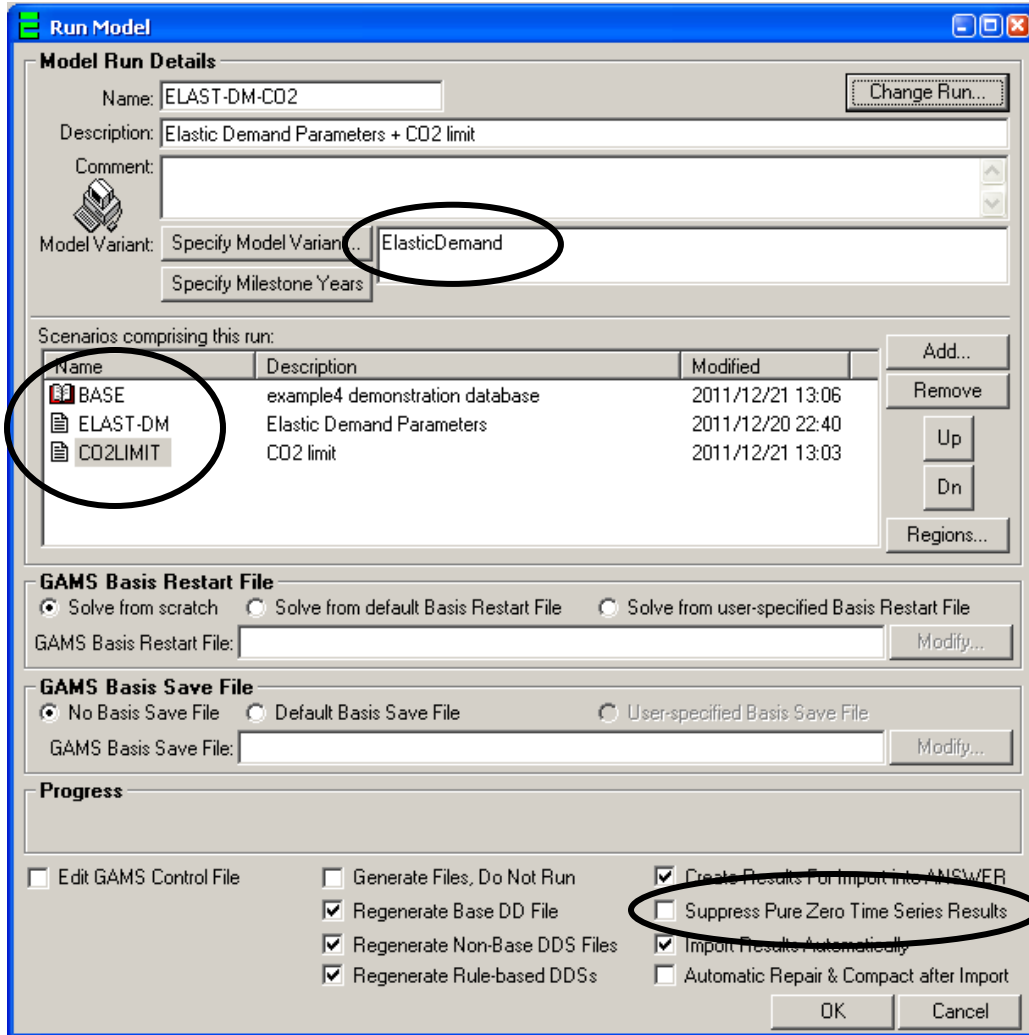 Run Model
Model Run Details
Name: ELAST-DM-CO2
Change Run...
Description: Elastic Demand Parameters + CO2 limit
Comment:
Model Variant: Specify Model Variant... ElasticDemand
Specify Milestone Years
Scenarios comprising this run:
Name Description Modified
BASE example4 demonstration database 2011/12/21 13:06
ELAST-DM Elastic Demand Parameters 2011/12/20 22:40
CO2LIMIT CO2 limit 2011/12/21 13:03
Add...
Remove
Up
Dn
Regions...
GAMS Basis Restart File
Solve from scratch Solve from default Basis Restart File Solve from user-specified Basis Restart File
GAMS Basis Restart File: Modify...
GAMS Basis Save File
No Basis Save File Default Basis Save File User-specified Basis Save File
GAMS Basis Save File: Modify...
Progress
Edit GAMS Control File Generate Files, Do Not Run Create Results For Import into ANSWER
Regenerate Base DD File Suppress Pure Zero Time Series Results
Regenerate Non-Base DDS Files Import Results Automatically
Regenerate Rule-based DDSs Automatic Repair & Compact after Import
OK Cancel